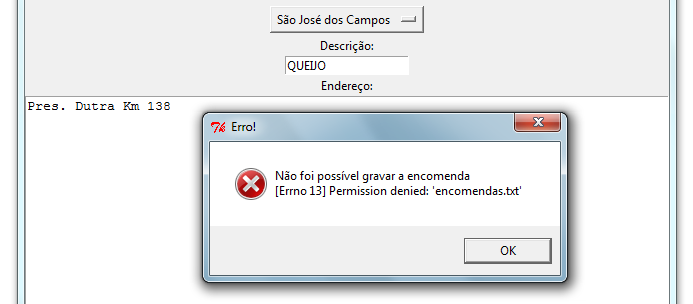 São José dos Campos
Descrição:
QUEIJO
Endereço:
Pres. Dutra Km 138
Erro!
Não foi possível gravar a encomenda
[Errno 13] Permission denied: 'encomendas.txt'
OK